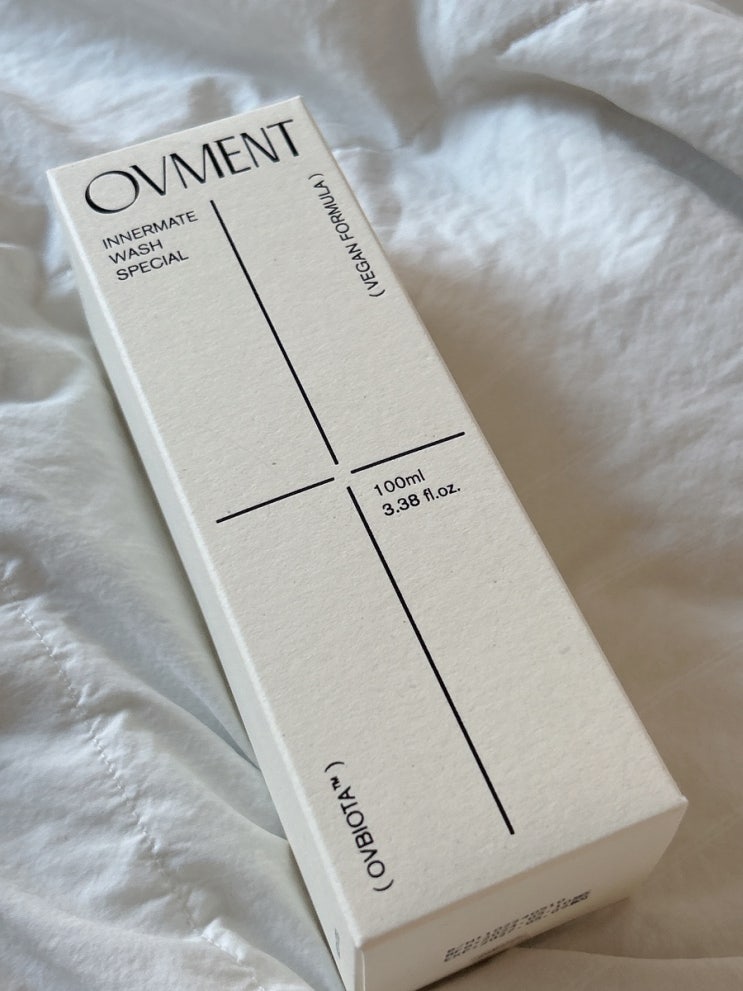 OVMENT
INNERMATE
WASH
SPECIAL
(VEGAN FORMULA)
100ml
3.38 fl.oz.
(OVBIOTA™)